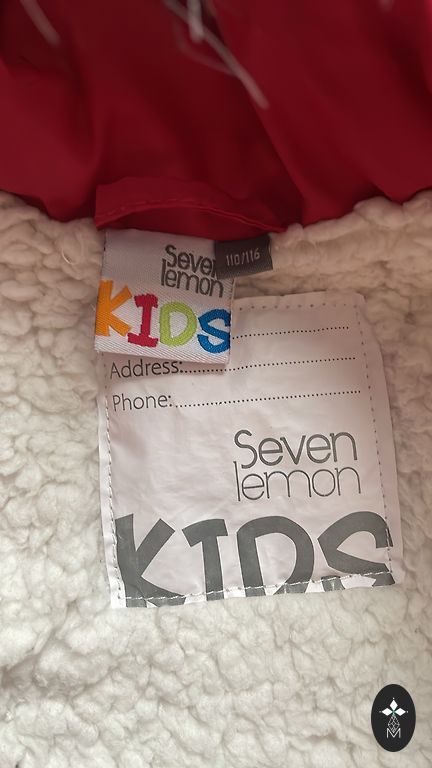 Seven
lemon
KIDS
110/116
Address:
Phone:
Seven
lemon
KIDS
M